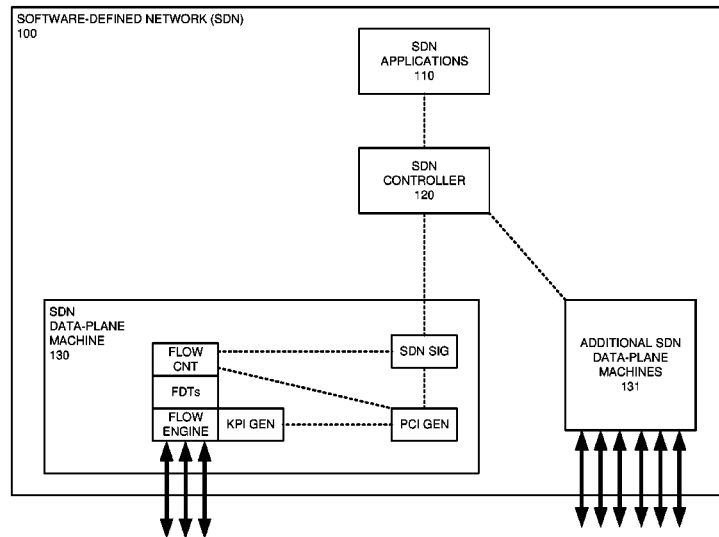 SOFTWARE-DEFINED NETWORK (SDN)
100
SDN
APPLICATIONS
110
SDN
CONTROLLER
120
SDN
DATA-PLANE
MACHINE
130
FLOW
CNT
SDN SIG
FDTs
FLOW
ENGINE
KPI GEN
PCI GEN
ADDITIONAL SDN
DATA-PLANE
MACHINES
131